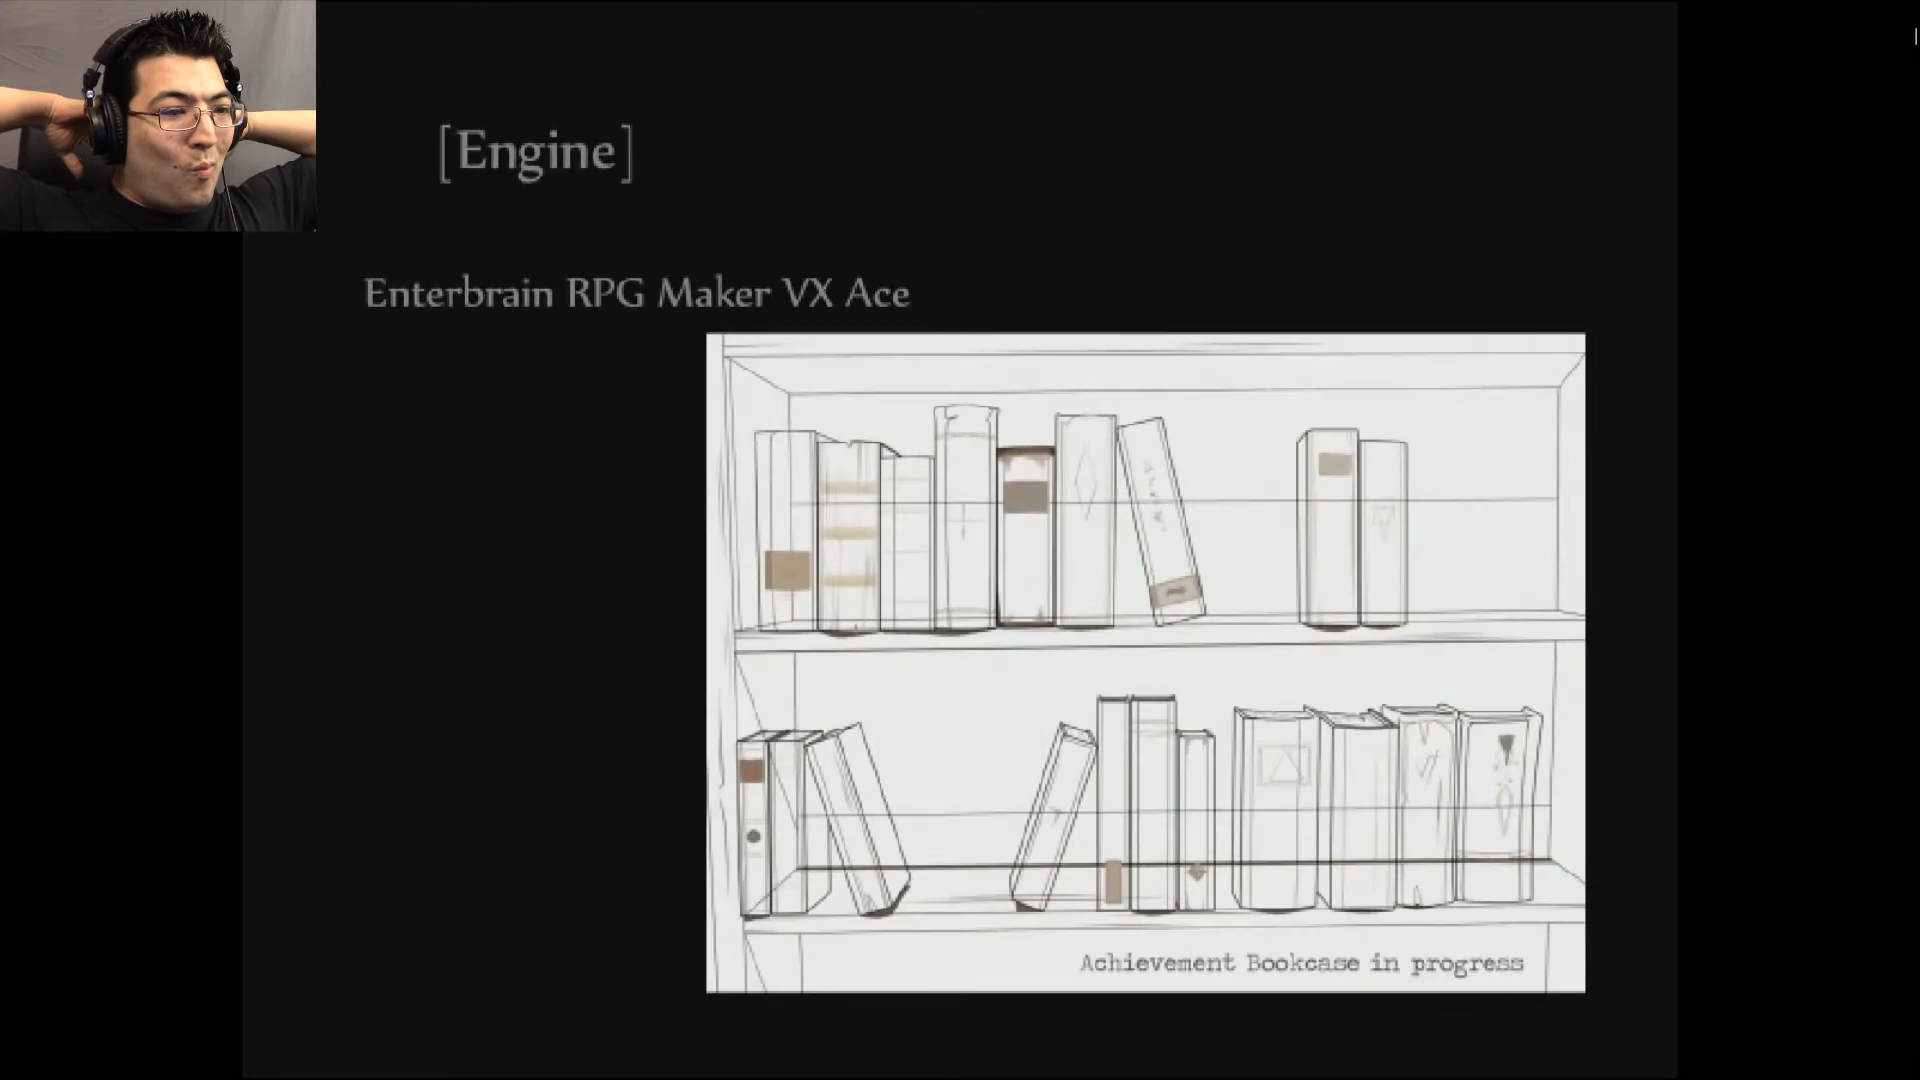 [Engine]
Enterbrain RPG Maker VX Ace
Achievement Bookcase in progress